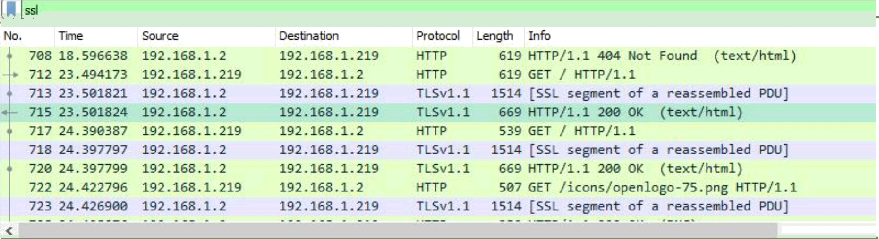 ssl
No. Time Source Destination Protocol Length Info
708 18.596638 192.168.1.2 192.168.1.219 HTTP 619 HTTP/1.1 404 Not Found (text/html)
712 23.494173 192.168.1.219 192.168.1.2 HTTP 619 GET / HTTP/1.1
713 23.501821 192.168.1.2 192.168.1.219 TLSv1.1 1514 [SSL segment of a reassembled PDU]
715 23.501824 192.168.1.2 192.168.1.219 TLSv1.1 669 HTTP/1.1 200 OK (text/html)
717 24.390387 192.168.1.219 192.168.1.2 HTTP 539 GET / HTTP/1.1
718 24.397797 192.168.1.2 192.168.1.219 TLSv1.1 1514 [SSL segment of a reassembled PDU]
720 24.397799 192.168.1.2 192.168.1.219 TLSv1.1 669 HTTP/1.1 200 OK (text/html)
722 24.422796 192.168.1.219 192.168.1.2 HTTP 507 GET /icons/openlogo-75.png HTTP/1.1
723 24.426900 192.168.1.2 192.168.1.219 TLSv1.1 1514 [SSL segment of a reassembled PDU]